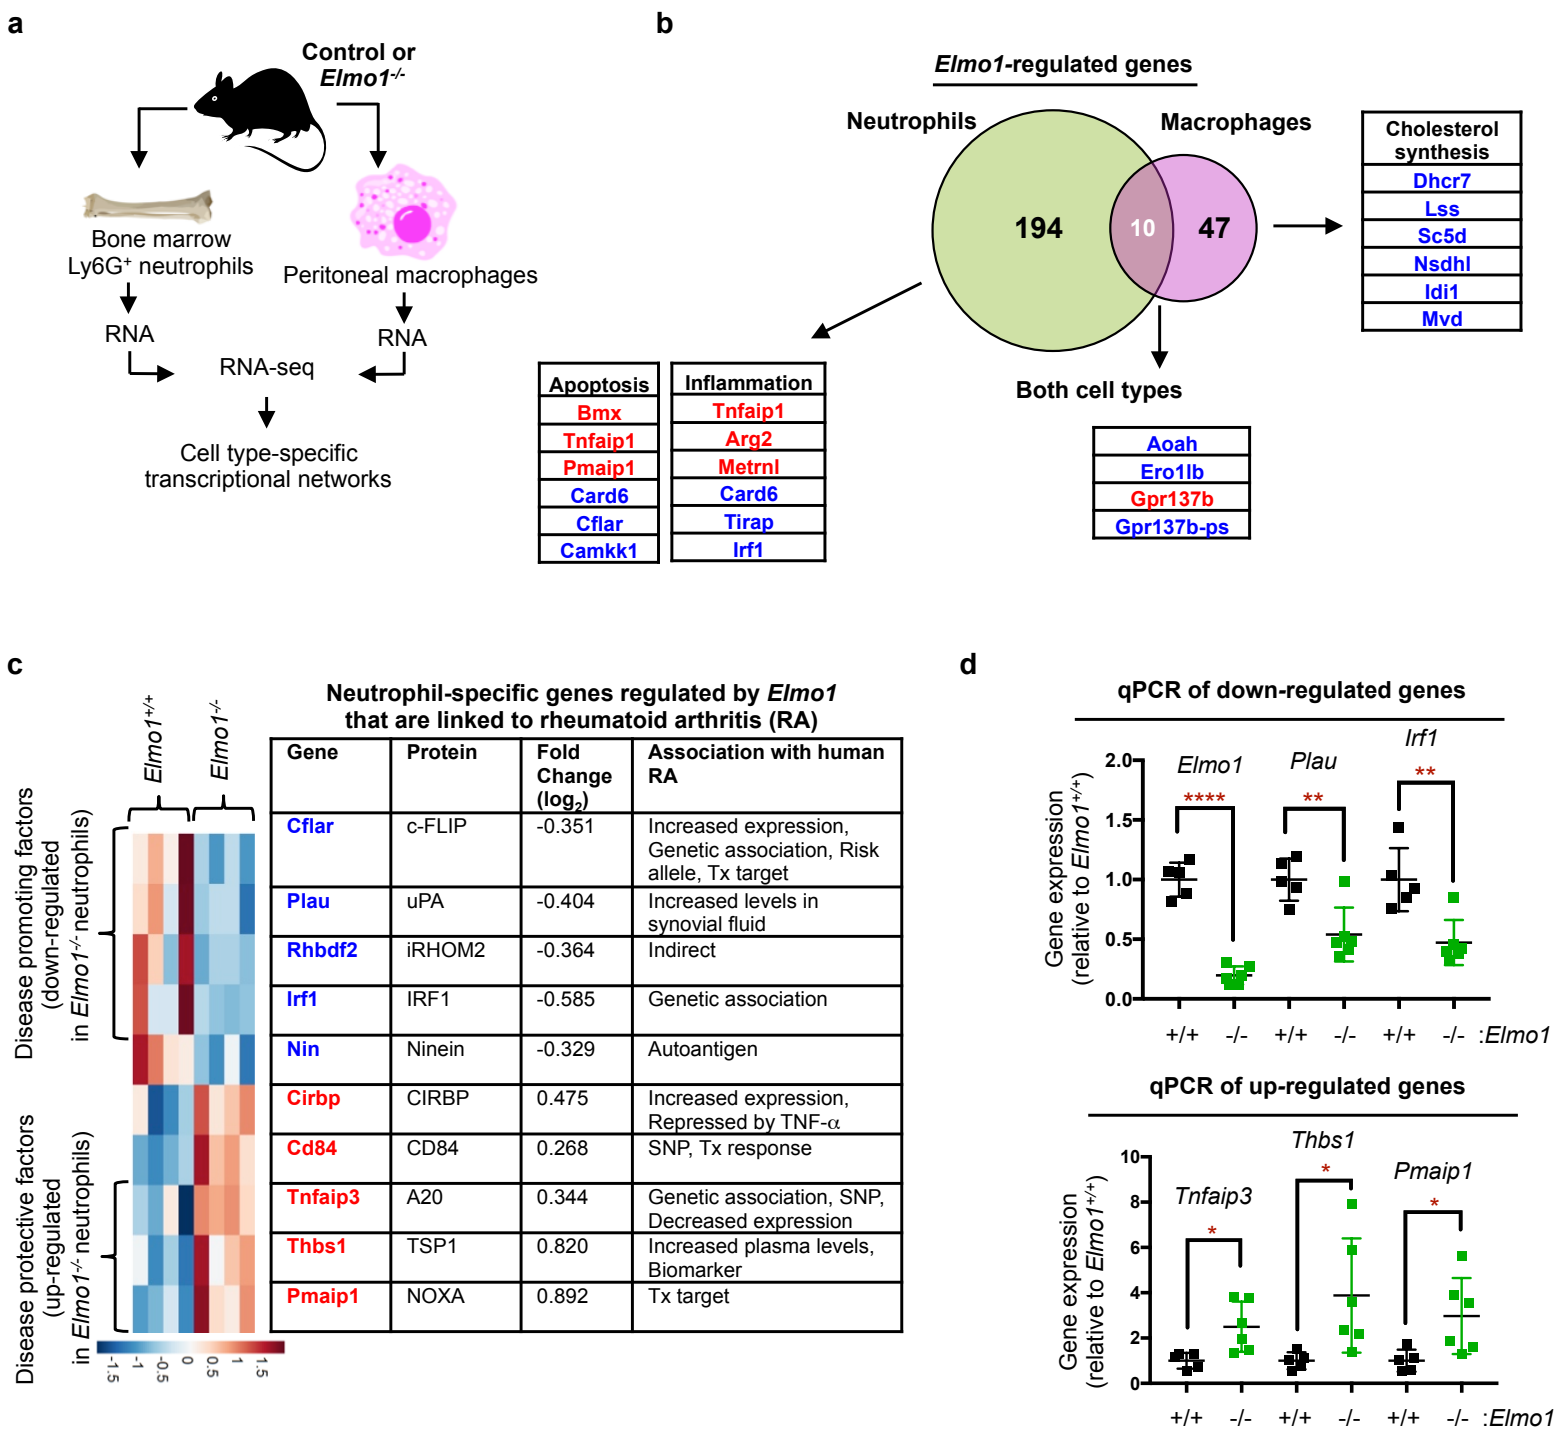 a
Control or
Elmo1-/-
Bone marrow
Ly6G+ neutrophils
Peritoneal macrophages
RNA
RNA
RNA-seq
Cell type-specific
transcriptional networks
b
Elmo1-regulated genes
Neutrophils
Macrophages
194
10
47
Cholesterol
synthesis
Dhcr7
Lss
Sc5d
Nsdhl
Idi1
Mvd
Both cell types
Aoah
Ero1lb
Gpr137b
Gpr137b-ps
Apoptosis
Bmx
Tnfaip1
Pmaip1
Card6
Cflar
Camkk1
Inflammation
Tnfaip1
Arg2
Metrnl
Card6
Tirap
Irf1
c
Elmo1+/+
Elmo1-/-
Disease promoting factors
(down-regulated
in Elmo1-/- neutrophils)
Disease protective factors
(up-regulated
in Elmo1-/- neutrophils)
-1.5 -1 -0.5 0 0.5 1 1.5
Neutrophil-specific genes regulated by Elmo1
that are linked to rheumatoid arthritis (RA)
Gene Protein Fold Association with human
Change RA
(log2)
Cflar c-FLIP -0.351 Increased expression,
Genetic association, Risk
allele, Tx target
Plau uPA -0.404 Increased levels in
synovial fluid
Rhbdf2 iRHOM2 -0.364 Indirect
Irf1 IRF1 -0.585 Genetic association
Nin Ninein -0.329 Autoantigen
Cirbp CIRBP 0.475 Increased expression,
Repressed by TNF-α
Cd84 CD84 0.268 SNP, Tx response
Tnfaip3 A20 0.344 Genetic association, SNP,
Decreased expression
Thbs1 TSP1 0.820 Increased plasma levels,
Biomarker
Pmaip1 NOXA 0.892 Tx target
d
qPCR of down-regulated genes
Gene expression
(relative to Elmo1+/+)
2.0
1.5
1.0
0.5
0.0
Elmo1
****
Plau
**
Irf1
**
+/+ -/- +/+ -/- +/+ -/- :Elmo1
qPCR of up-regulated genes
Gene expression
(relative to Elmo1+/+)
10
8
6
4
2
0
Tnfaip3
*
Thbs1
*
Pmaip1
*
+/+ -/- +/+ -/- +/+ -/- :Elmo1